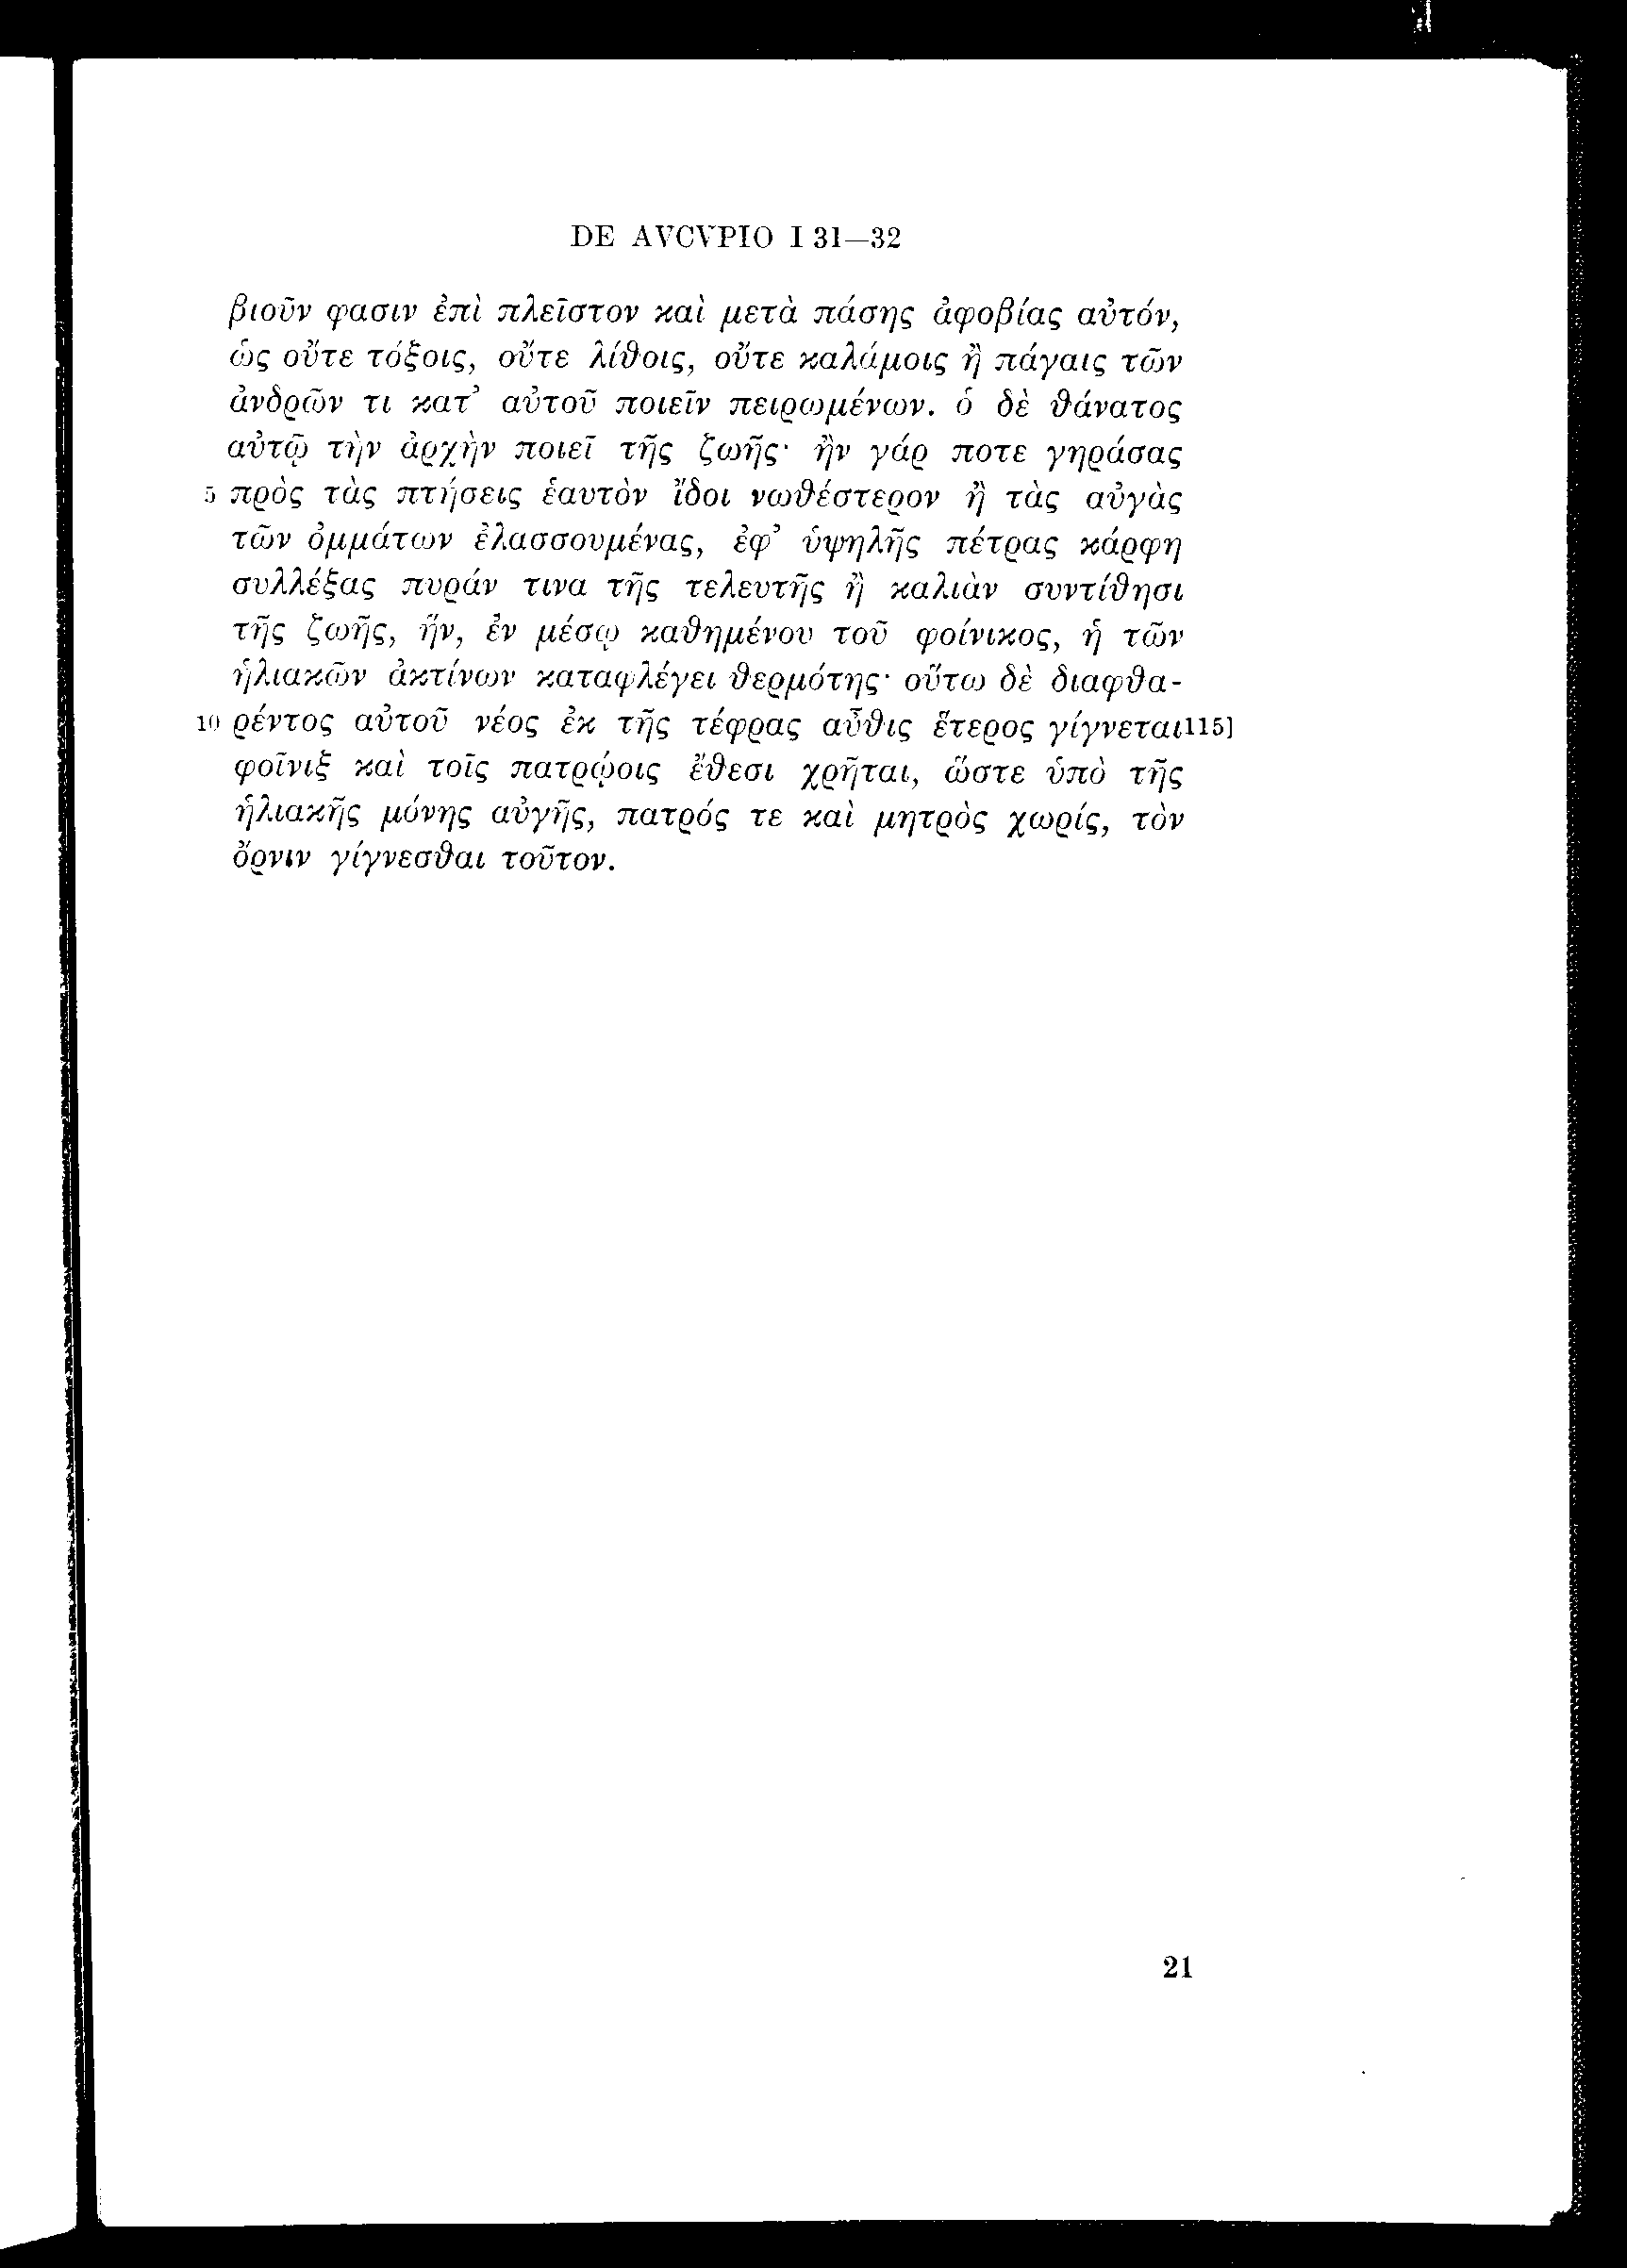 DE AVCVPIO I 31—32
βιοῦν φασιν ἐπὶ πλεῖστον καὶ μετὰ πάσης ἀφοβίας αὐτόν,
ὡς οὔτε τόξοις, οὔτε λίθοις, οὔτε καλάμοις ἢ πάγαις τῶν
ἀνδρῶν τι κατ’ αὐτοῦ ποιεῖν πειρωμένων. ὁ δὲ θάνατος
αὐτῷ τὴν ἀρχὴν ποιεῖ τῆς ζωῆς· ἢν γάρ ποτε γηράσας
5 πρὸς τὰς πτήσεις ἑαυτὸν ἴδοι νωθέστερον ἢ τὰς αὐγὰς
τῶν ὀμμάτων ἐλασσουμένας, ἐφ’ ὑψηλῆς πέτρας κάρφη
συλλέξας πυράν τινα τῆς τελευτῆς ἢ καλιὰν συντίθησι
τῆς ζωῆς, ἥν, ἐν μέσῳ καθημένου τοῦ φοίνικος, ἡ τῶν
ἡλιακῶν ἀκτίνων καταφλέγει θερμότης· οὕτω δὲ διαφθα-
10 ρέντος αὐτοῦ νέος ἐκ τῆς τέφρας αὖθις ἕτερος γίγνεται 115]
φοῖνιξ καὶ τοῖς πατρῴοις ἔθεσι χρῆται, ὥστε ὑπὸ τῆς
ἡλιακῆς μόνης αὐγῆς, πατρός τε καὶ μητρὸς χωρίς, τὸν
ὄρνιν γίγνεσθαι τοῦτον.
21